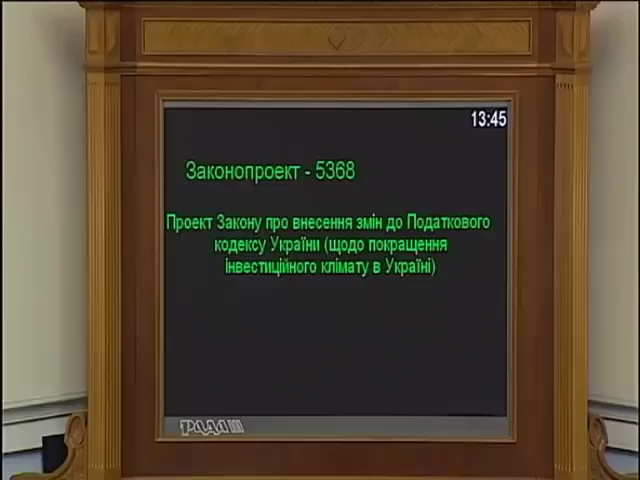 13:45
Законопроект - 5368
Проект Закону про внесення змін до Податкового
кодексу України (щодо покращення
інвестиційного клімату в Україні)
РАДА